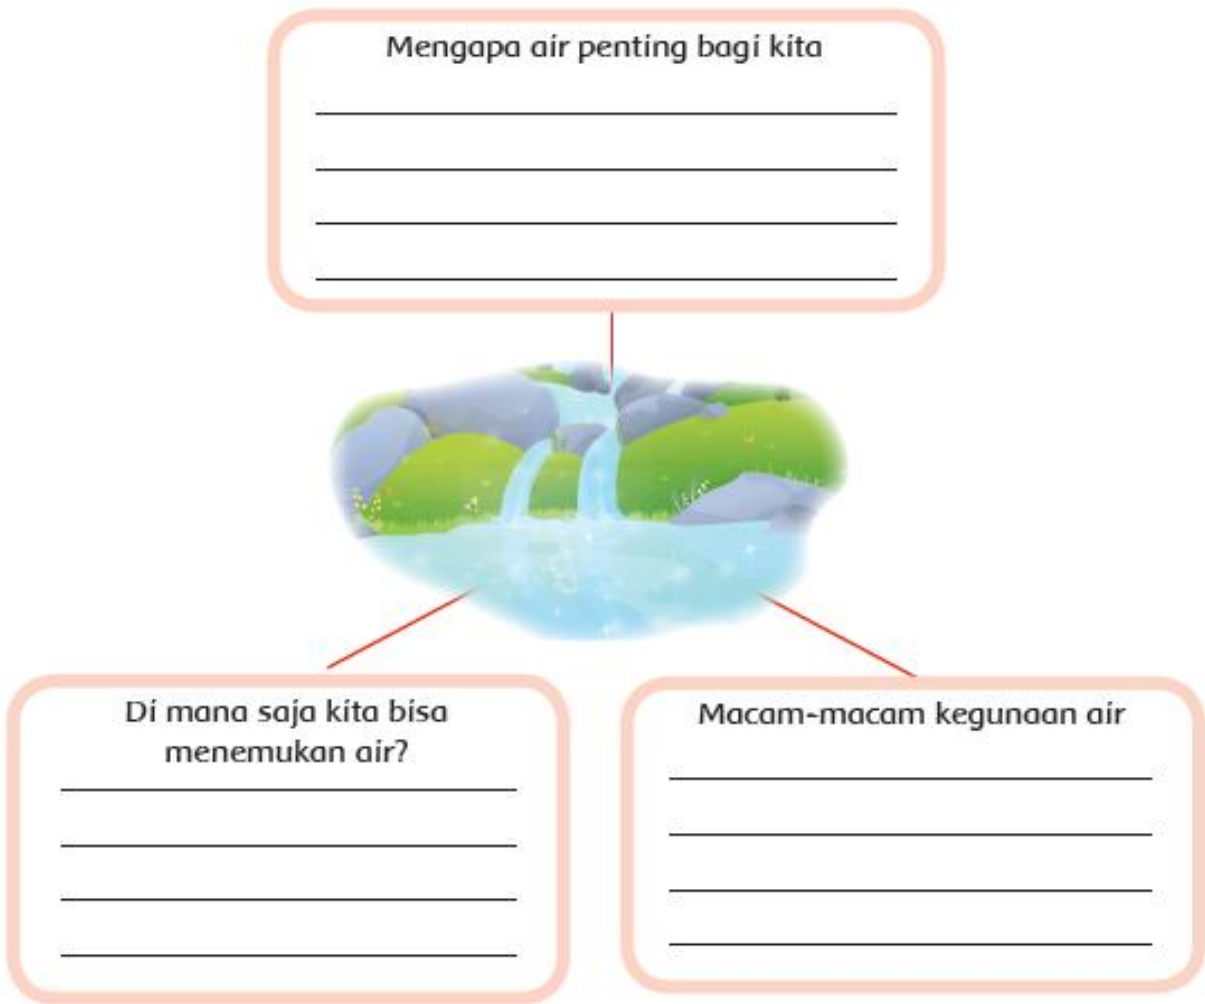 Mengapa air penting bagi kita
Di mana saja kita bisa
menemukan air?
Macam-macam kegunaan air